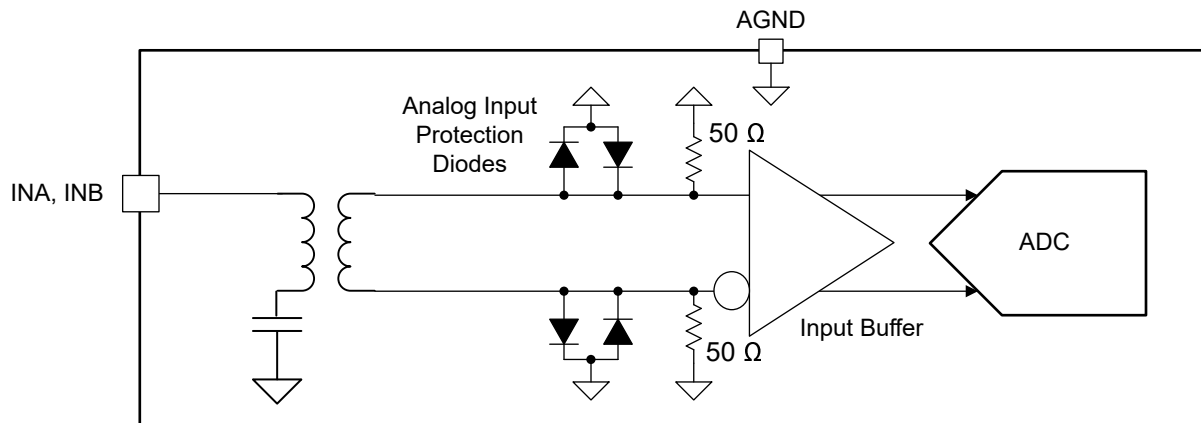 AGND
Analog Input
Protection
Diodes
50 Ω
INA, INB
ADC
Input Buffer
50 Ω